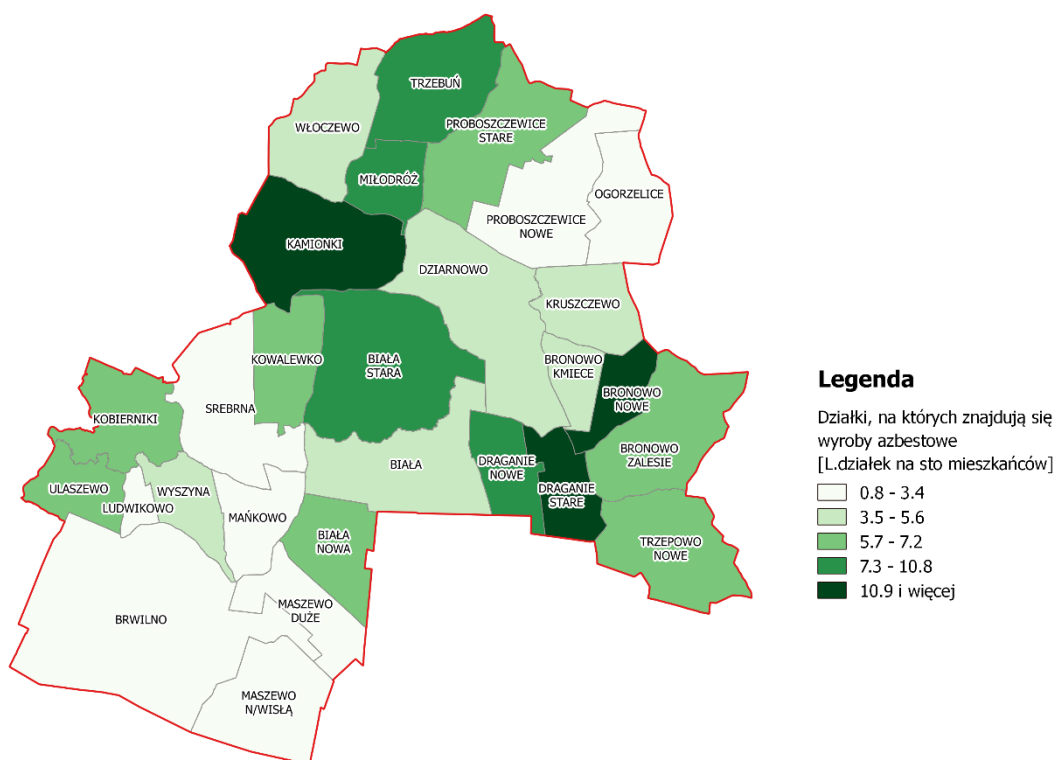 TRZEBUŃ
WŁOCZEWO
PROBOSZCZEWICE
STARE
MIŁODRÓŻ
OGORZELICE
PROBOSZCZEWICE
NOWE
KAMIONKI
DZIARNOWO
KRUSZCZEWO
KOWALEWKO
BIAŁA
STARA
BRONOWO
KMIECE
BRONOWO
NOWE
SREBRNA
KOBIERNIKI
BRONOWO
ZALESIE
BIAŁA
DRAGANIE
NOWE
DRAGANIE
STARE
ULASZEWO
WYSZYNA
LUDWIKOWO
MAŃKOWO
BIAŁA
NOWA
TRZEPOWO
NOWE
MASZEWO
DUŻE
BRWILNO
MASZEWO
N/WISŁĄ
Legenda
Działki, na których znajdują się
wyroby azbestowe
[L.działek na sto mieszkańców]
0.8 - 3.4
3.5 - 5.6
5.7 - 7.2
7.3 - 10.8
10.9 i więcej